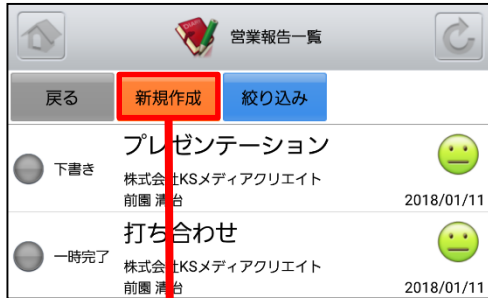 営業報告一覧
戻る 新規作成 絞り込み
プレゼンテーション
下書き
株式会社KSメディアクリエイト
前園 清台 2018/01/11
打ち合わせ
一時完了
株式会社KSメディアクリエイト
前園 清台 2018/01/11